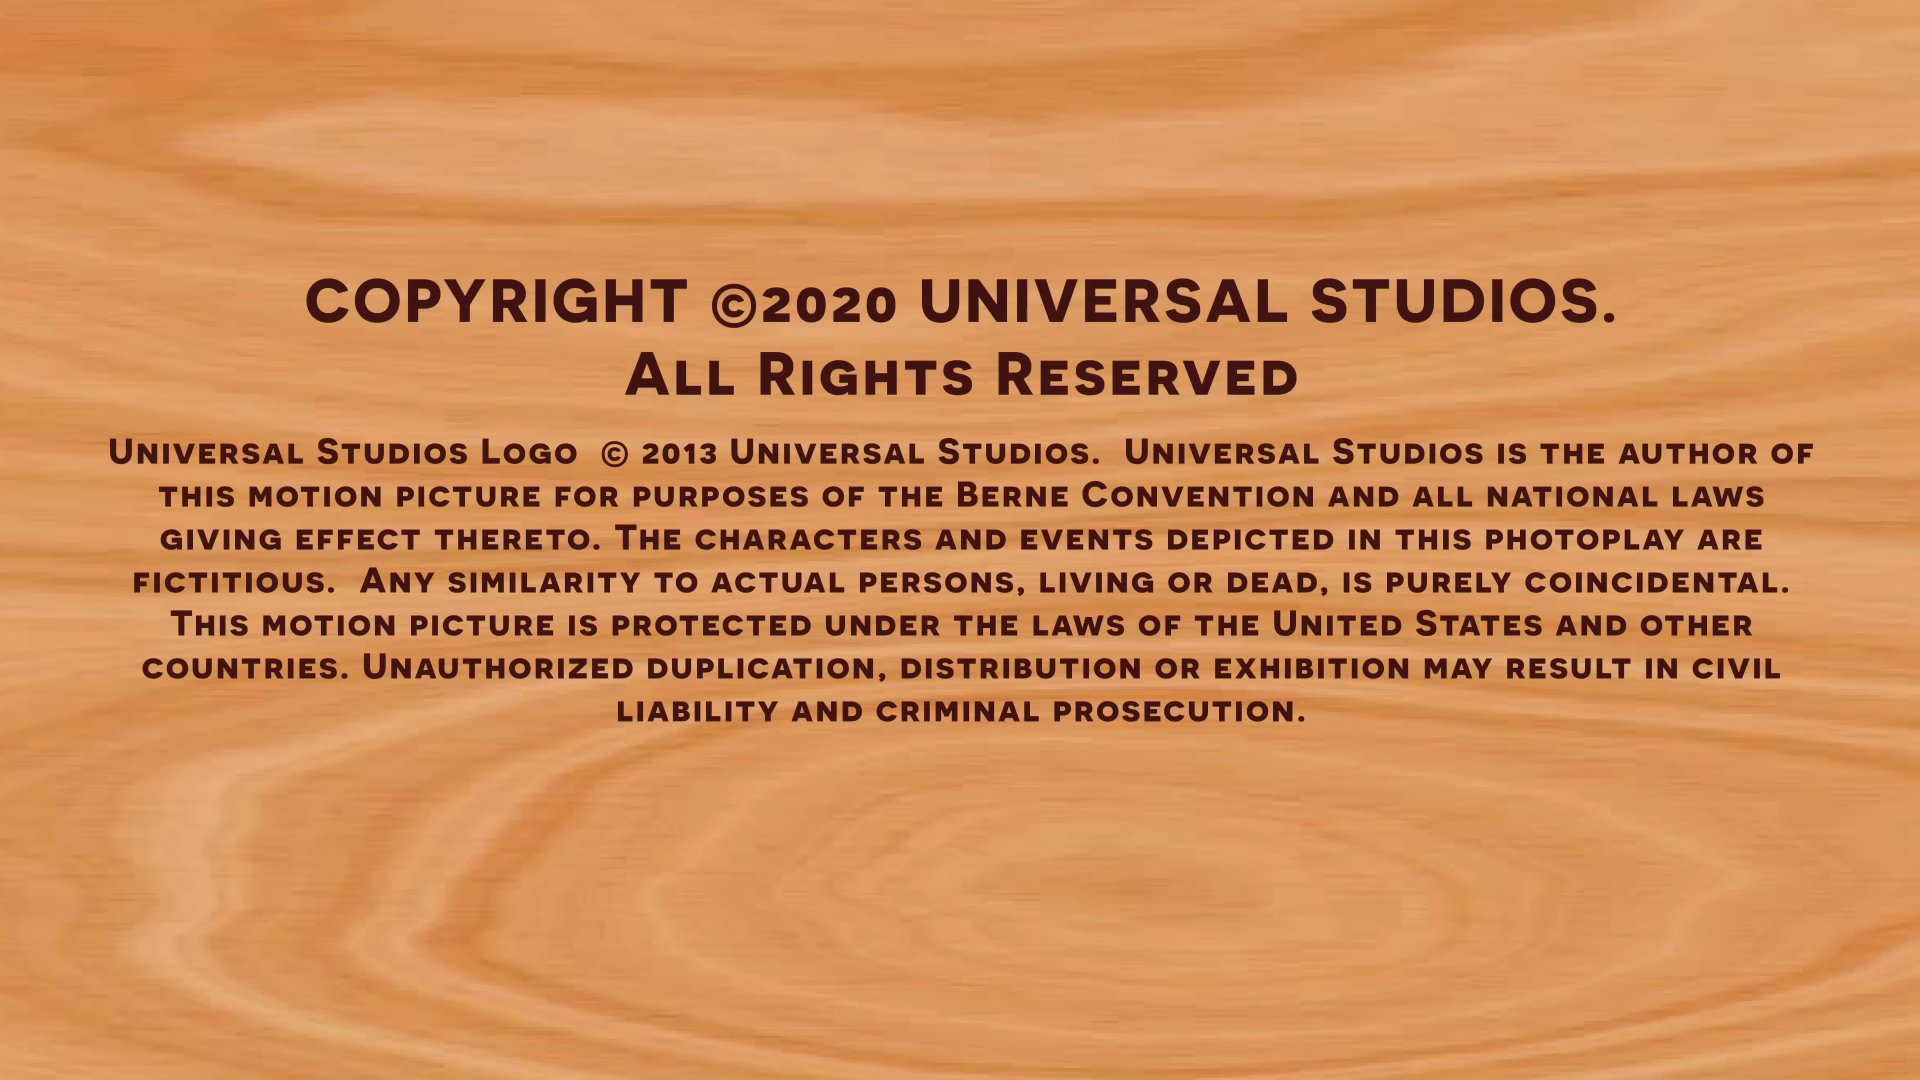 COPYRIGHT ©2020 UNIVERSAL STUDIOS.
All Rights Reserved
Universal Studios Logo © 2013 Universal Studios. Universal Studios is the author of
this motion picture for purposes of the Berne Convention and all national laws
giving effect thereto. The characters and events depicted in this photoplay are
fictitious. Any similarity to actual persons, living or dead, is purely coincidental.
This motion picture is protected under the laws of the United States and other
countries. Unauthorized duplication, distribution or exhibition may result in civil
liability and criminal prosecution.